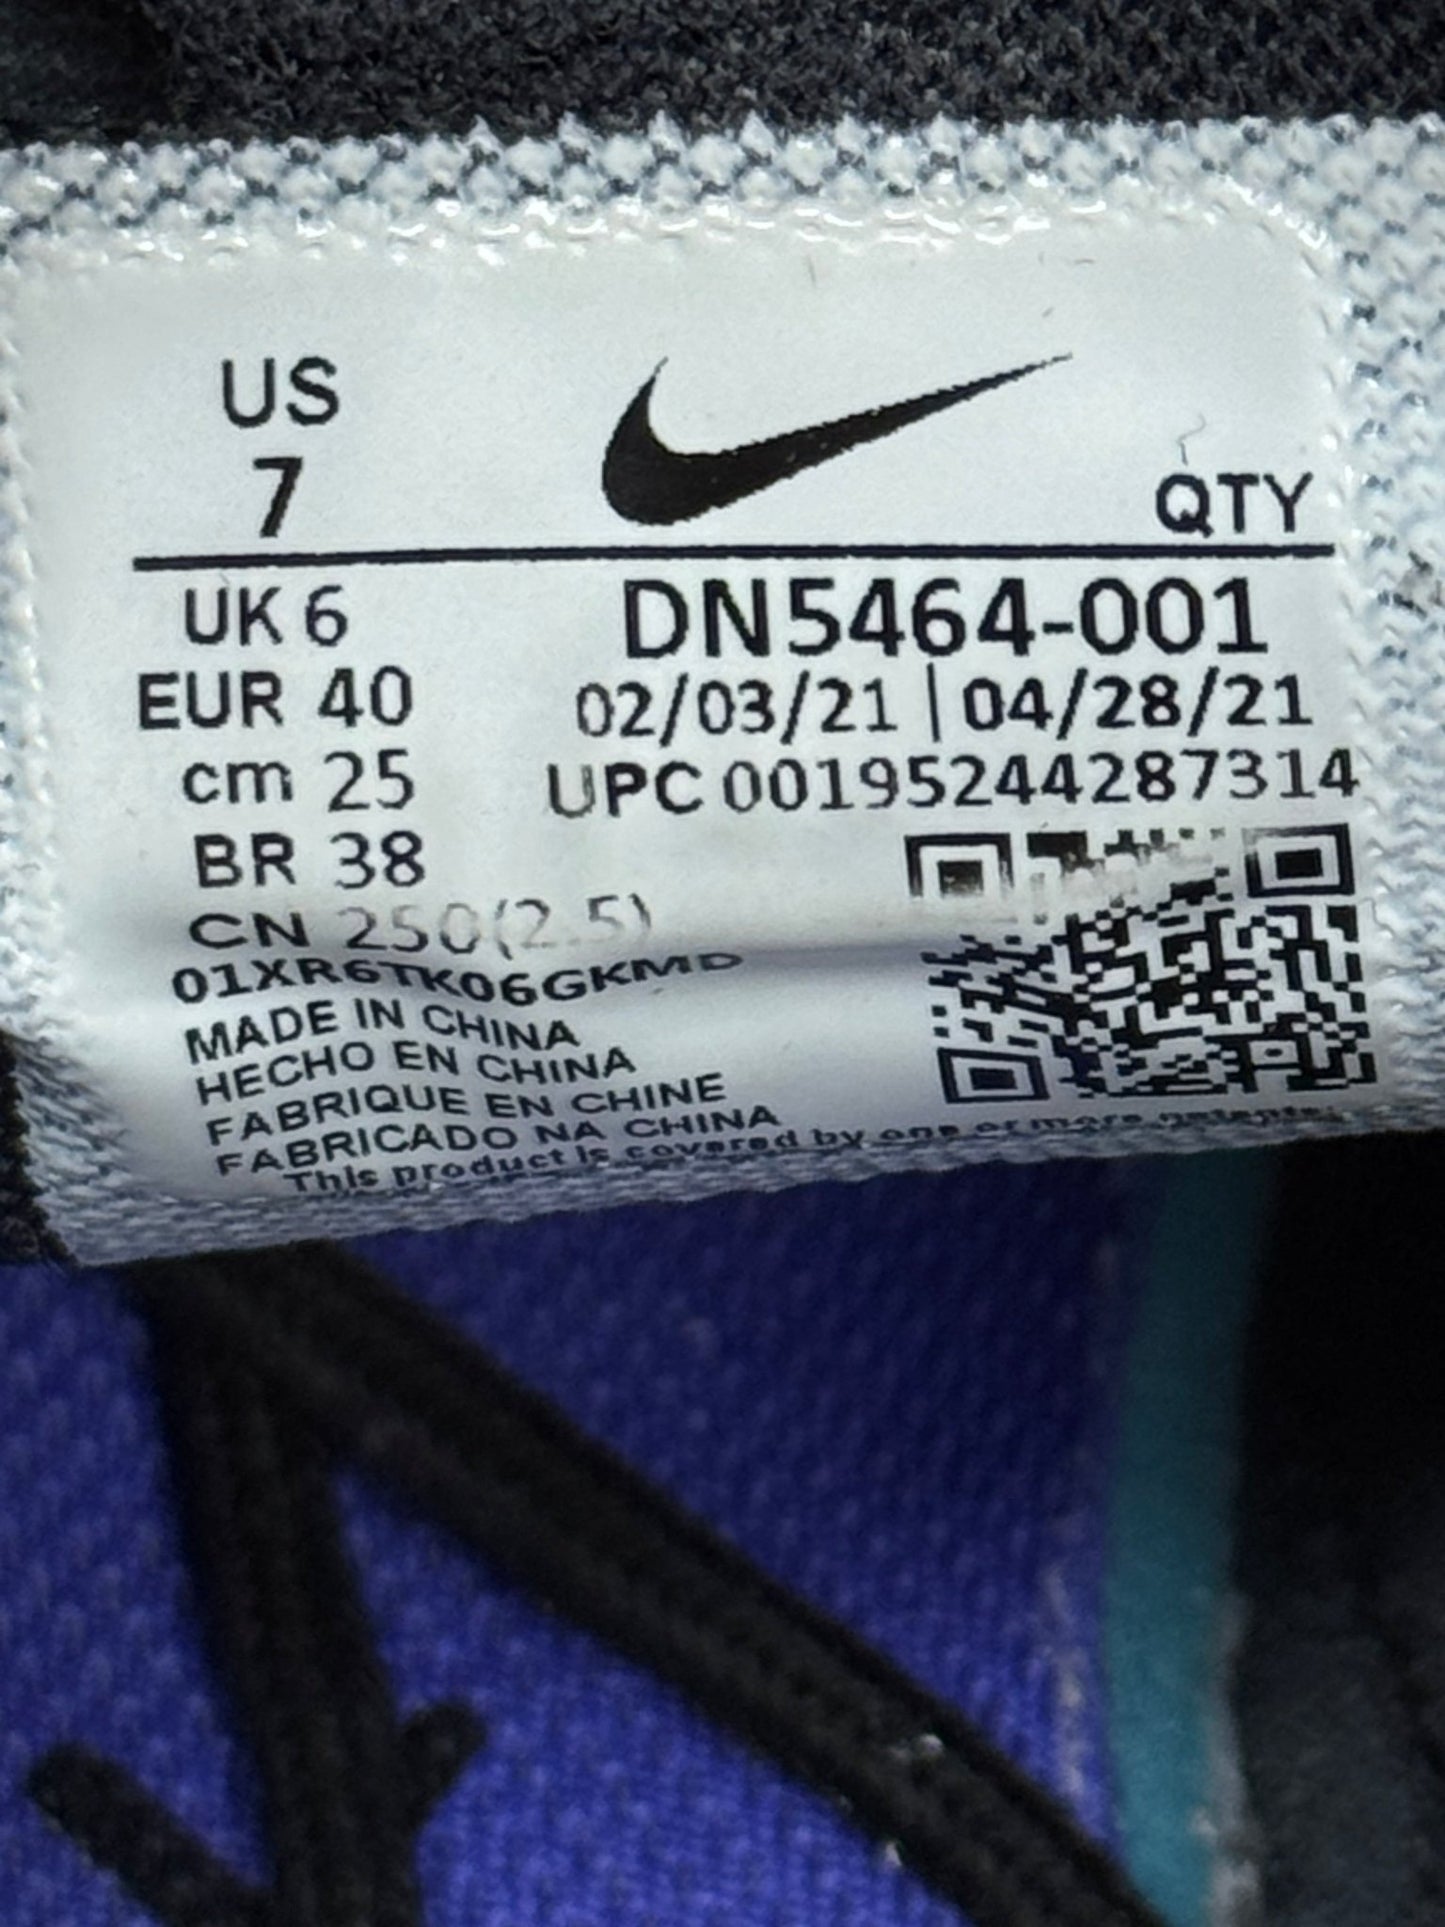 US
7
QTY
UK 6
DN5464-001
EUR 40
02/03/21 | 04/28/21
cm 25
UPC 00195244287314
BR 38
CN 250(2.5)
01XR6TK06GKMD
MADE IN CHINA
HECHO EN CHINA
FABRIQUE EN CHINE
FABRICADO NA CHINA
This product is covered by one or more patents.